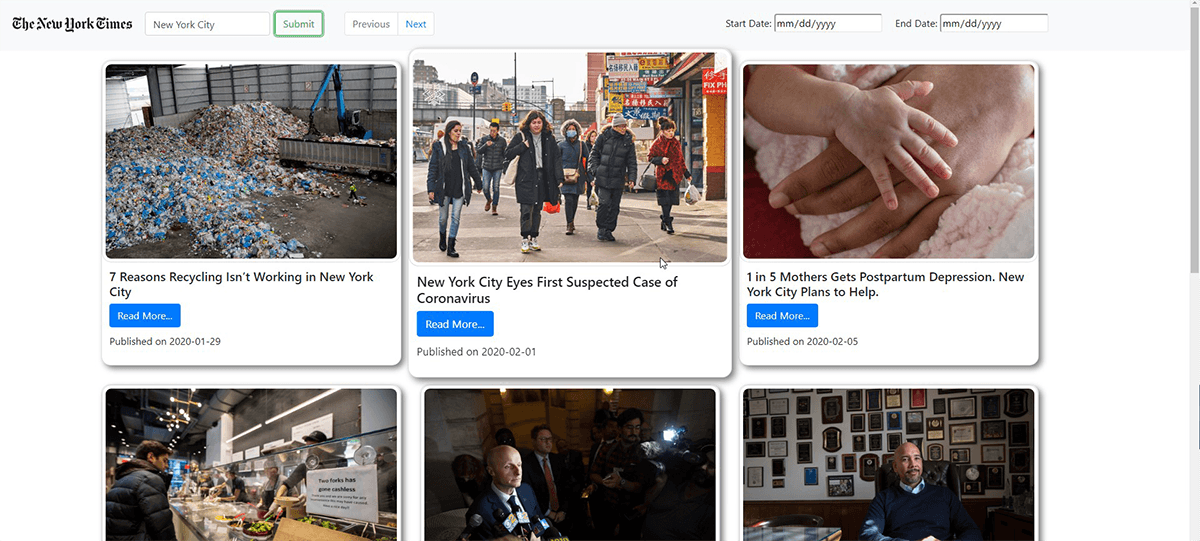 The New York Times
New York City
Submit
Previous
Next
Start Date: mm/dd/yyyy
End Date: mm/dd/yyyy
FIX PH
7 Reasons Recycling Isn't Working in New York
City
Read More...
Published on 2020-01-29
New York City Eyes First Suspected Case of
Coronavirus
Read More...
Published on 2020-02-01
1 in 5 Mothers Gets Postpartum Depression. New
York City Plans to Help.
Read More...
Published on 2020-02-05
Two forks has
gone cashless